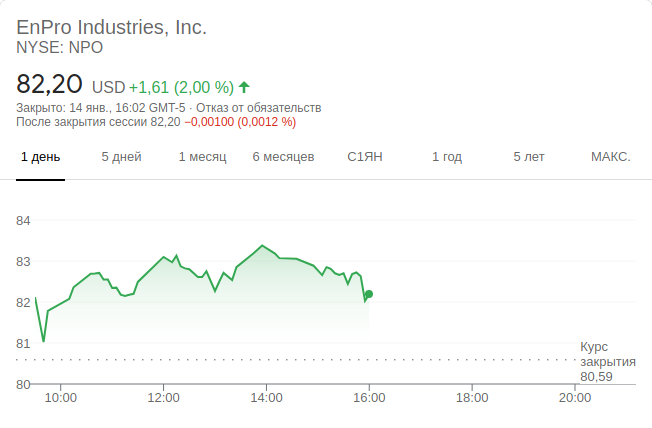 EnPro Industries, Inc.
NYSE: NPO
82,20 USD +1,61 (2,00 %)
Закрыто: 14 янв., 16:02 GMT-5 · Отказ от обязательств
После закрытия сессии 82,20 −0,00100 (0,0012 %)
1 день 5 дней 1 месяц 6 месяцев С1ЯН 1 год 5 лет МАКС.
84
83
82
81
Курс
закрытия
80,59
80
10:00 12:00 14:00 16:00 18:00 20:00